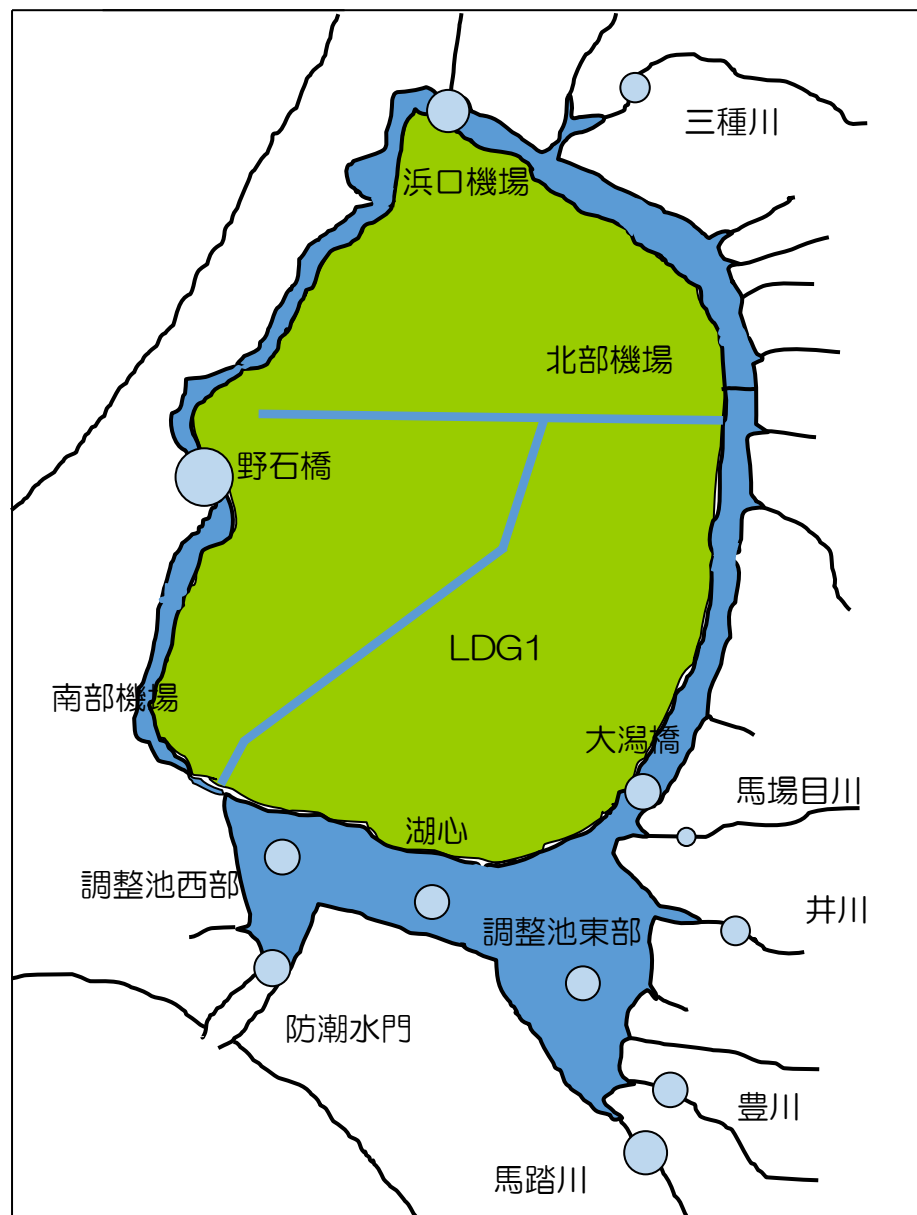 三種川
浜口機場
北部機場
野石橋
LDG1
南部機場
大潟橋
馬場目川
湖心
調整池西部
井川
調整池東部
防潮水門
豊川
馬踏川